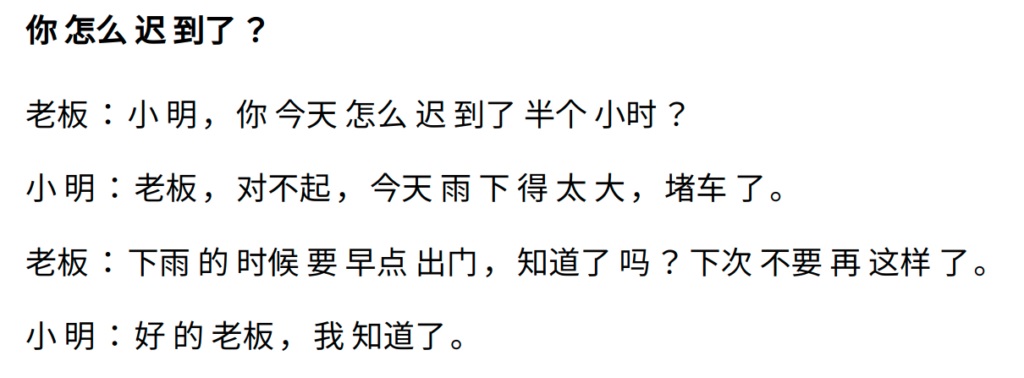 你怎么迟到了？
老板：小明，你今天怎么迟到了半个小时？
小明：老板，对不起，今天雨下得太大，堵车了。
老板：下雨的时候要早点出门，知道了吗？下次不要再这样了。
小明：好的老板，我知道了。